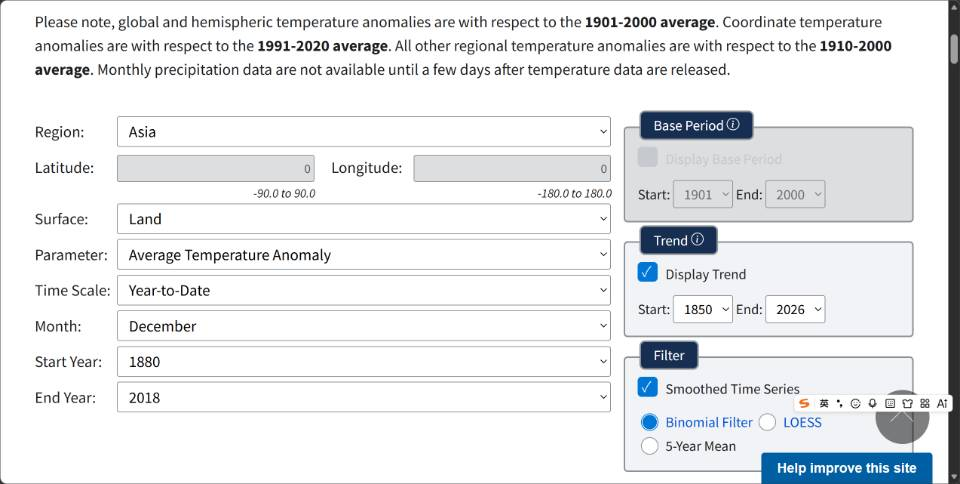 Please note, global and hemispheric temperature anomalies are with respect to the 1901-2000 average. Coordinate temperature
anomalies are with respect to the 1991-2020 average. All other regional temperature anomalies are with respect to the 1910-2000
average. Monthly precipitation data are not available until a few days after temperature data are released.
Region: Asia
Latitude: 0 Longitude: 0
-90.0 to 90.0 -180.0 to 180.0
Surface: Land
Parameter: Average Temperature Anomaly
Time Scale: Year-to-Date
Month: December
Start Year: 1880
End Year: 2018
Base Period
Display Base Period
Start: 1901 End: 2000
Trend
Display Trend
Start: 1850 End: 2026
Filter
Smoothed Time Series
英
Binomial Filter LOESS
5-Year Mean
Help improve this site